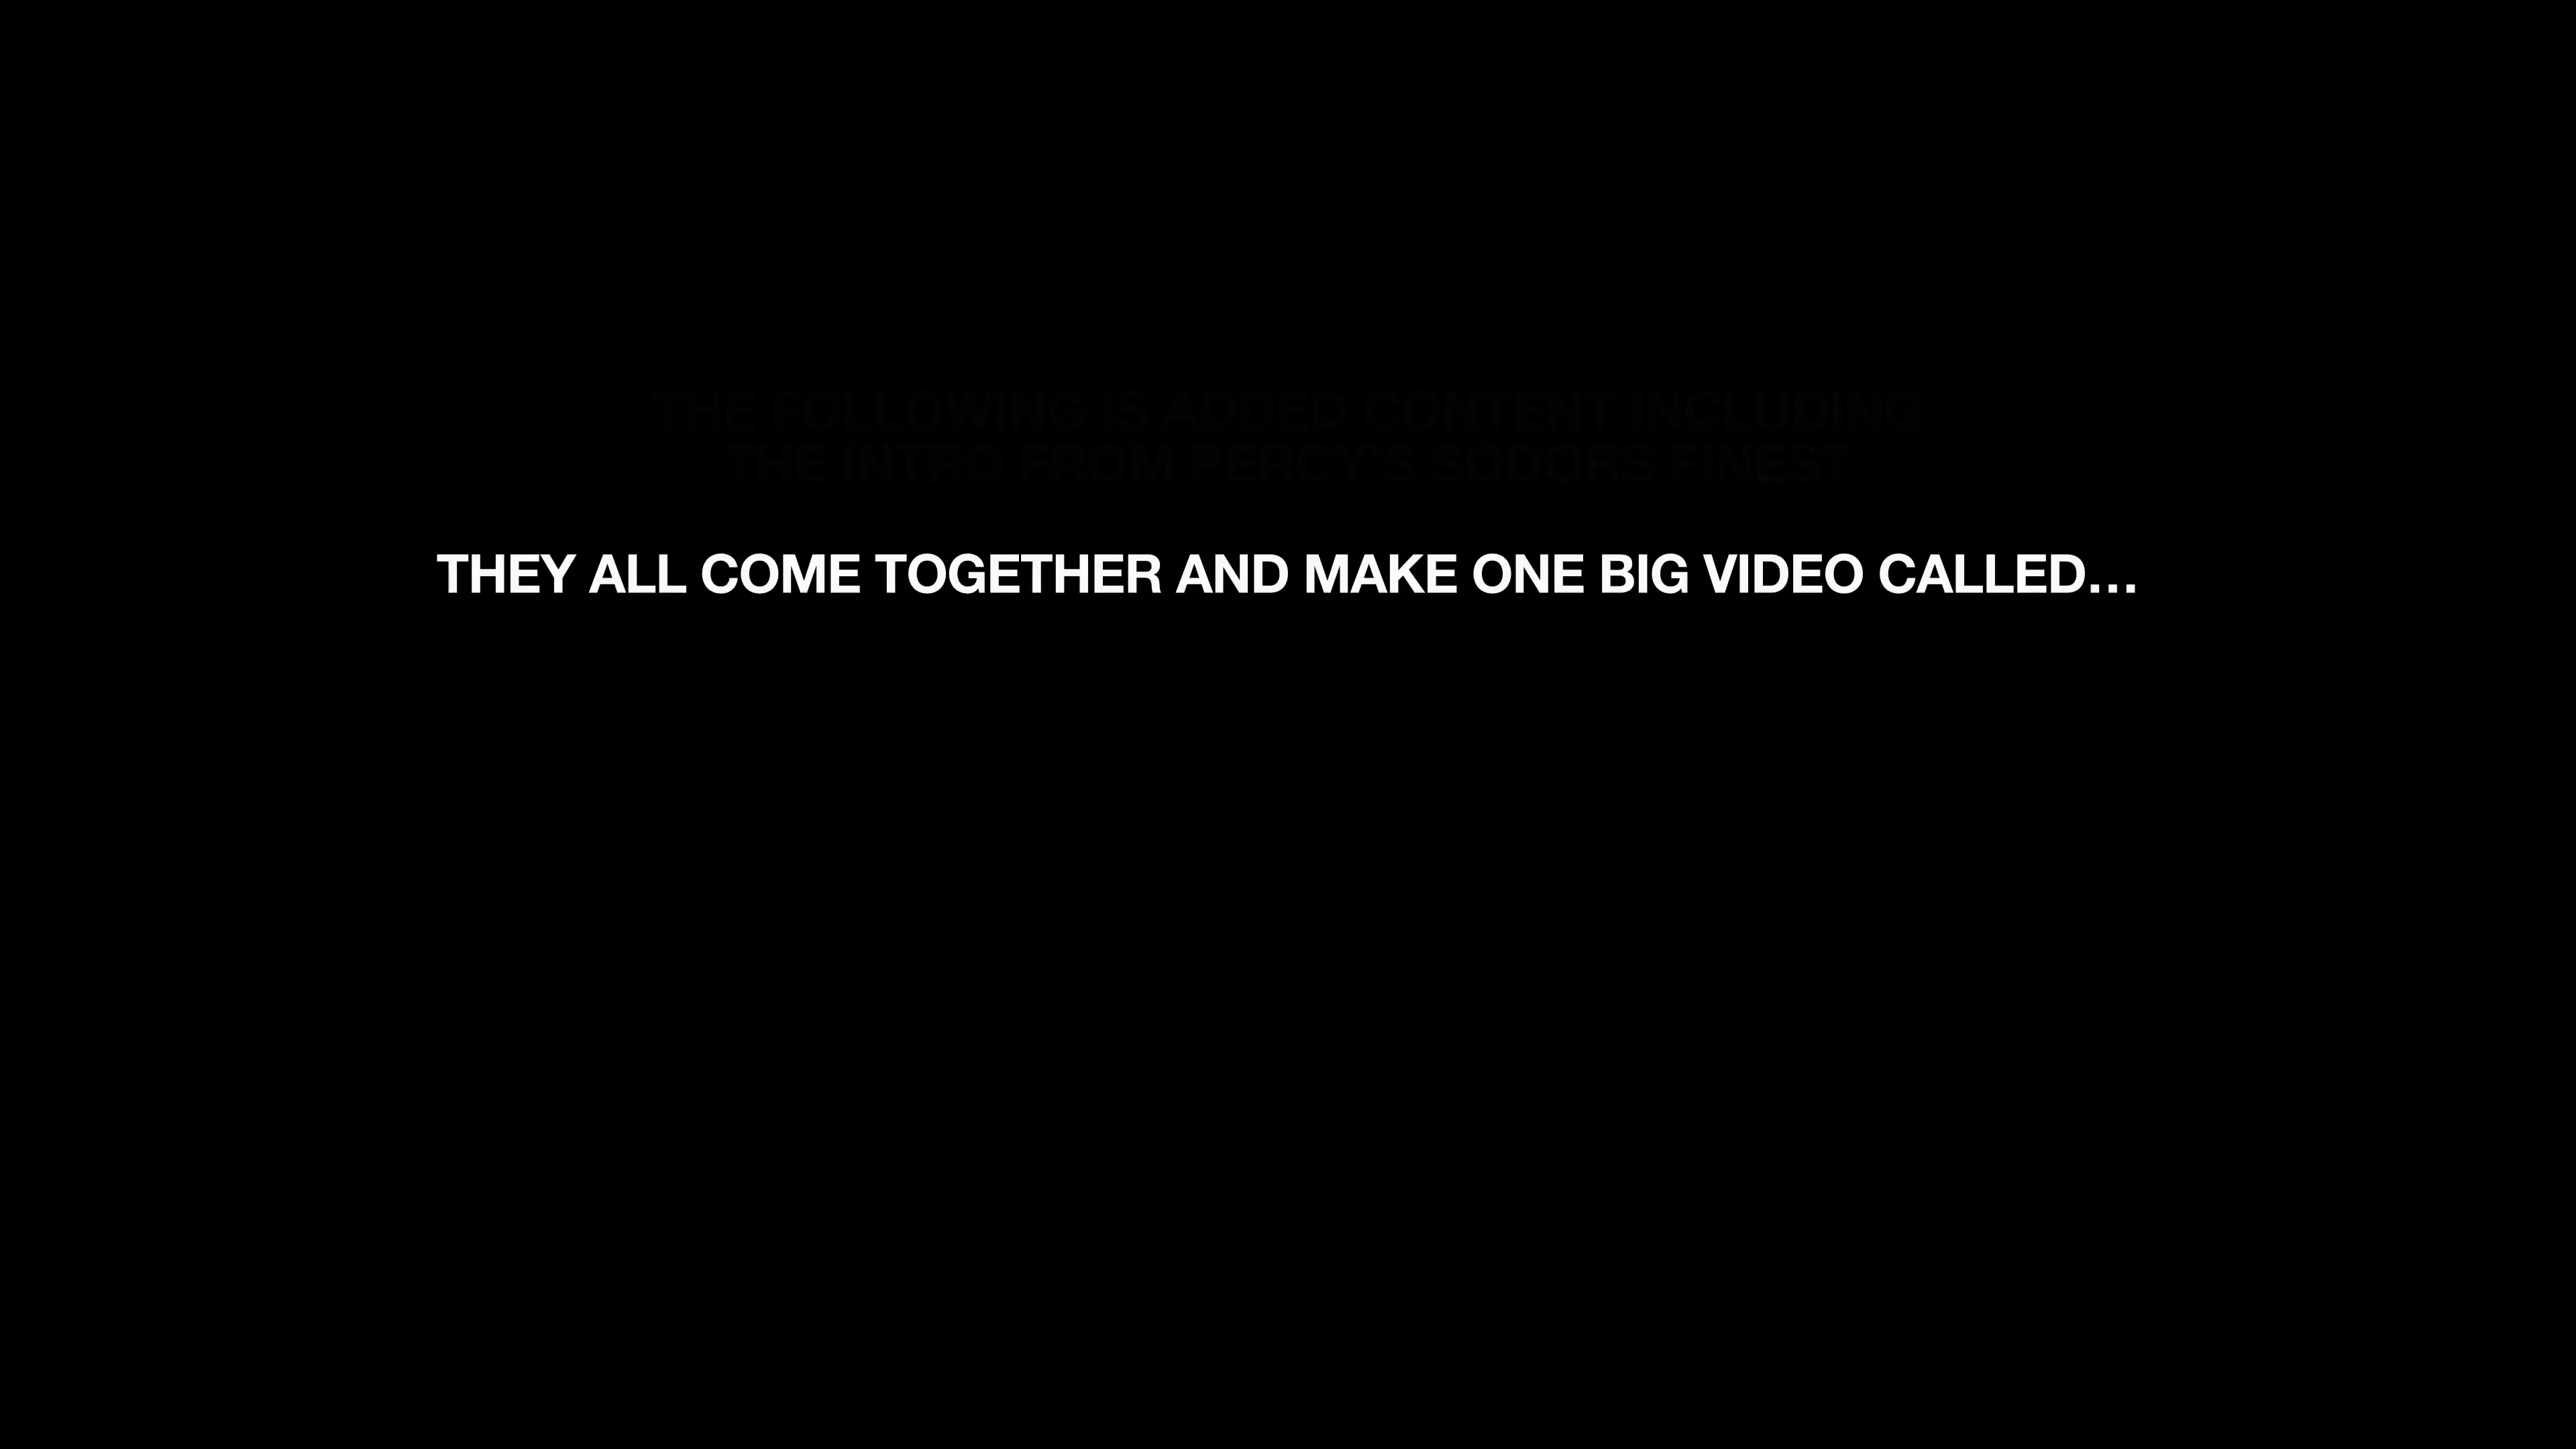 THE FOLLOWING IS ADDED CONTENT INCLUDING
THE INTRO FROM PERCY'S SODORS FINEST
THEY ALL COME TOGETHER AND MAKE ONE BIG VIDEO CALLED...